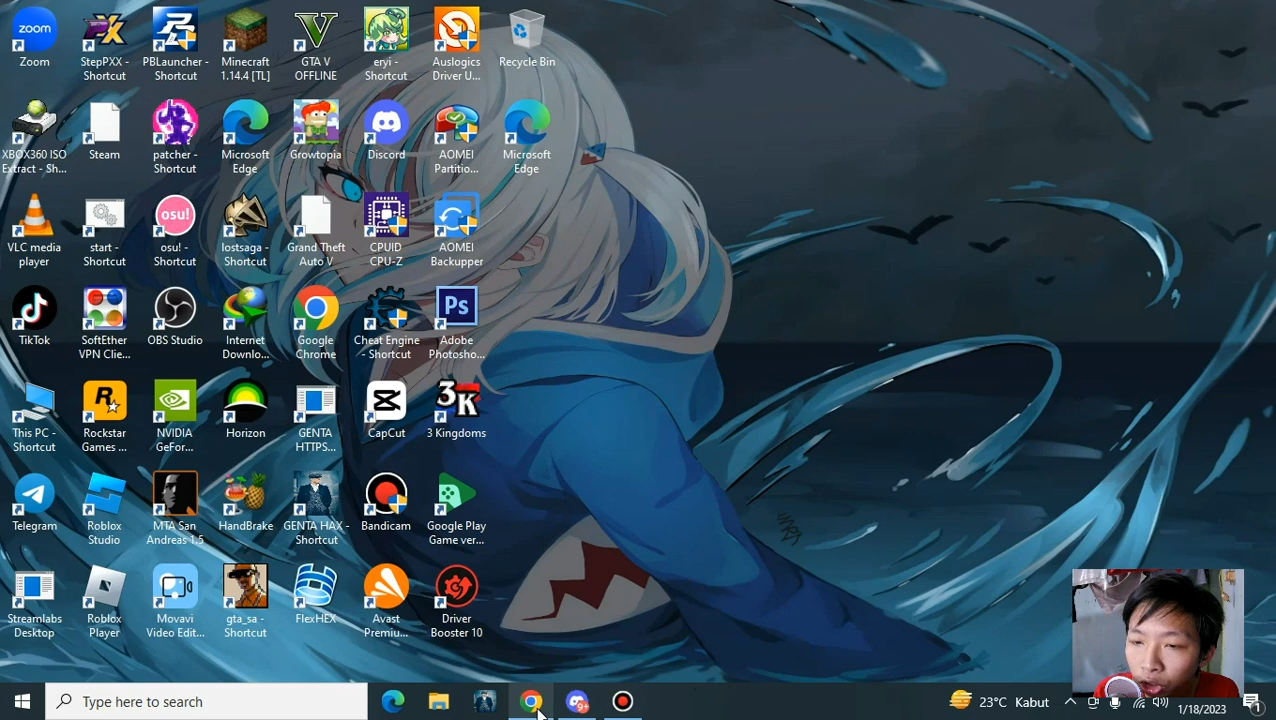 zoom
Zoom
StepPXX -
Shortcut
PBLauncher -
Shortcut
Minecraft
1.14.4 [TL]
GTA V
OFFLINE
eryi -
Shortcut
Auslogics
Driver U...
Recycle Bin
XBOX360 ISO
Extract - Sh...
Steam
patcher -
Shortcut
Microsoft
Edge
Growtopia
Discord
AOMEI
Partitio...
Microsoft
Edge
VLC media
player
start -
Shortcut
osu!
osu! -
Shortcut
lostsaga -
Shortcut
Grand Theft
Auto V
CPUID
CPU-Z
AOMEI
Backupper
TikTok
SoftEther
VPN Clie...
OBS Studio
Internet
Downlo...
Google
Chrome
Cheat Engine
- Shortcut
Ps
Adobe
Photosho...
This PC -
Shortcut
R
Rockstar
Games ...
NVIDIA
GeFor...
Horizon
GENTA
HTTPS...
CapCut
3K
3 Kingdoms
Telegram
Roblox
Studio
MTA San
Andreas 1.5
HandBrake
GENTA HAX -
Shortcut
Bandicam
Google Play
Game ver...
Streamlabs
Desktop
Roblox
Player
Movavi
Video Edit...
gta_sa -
Shortcut
FlexHEX
Avast
Premiu...
Driver
Booster 10
Type here to search
9+
23°C Kabut
1/18/2023
1